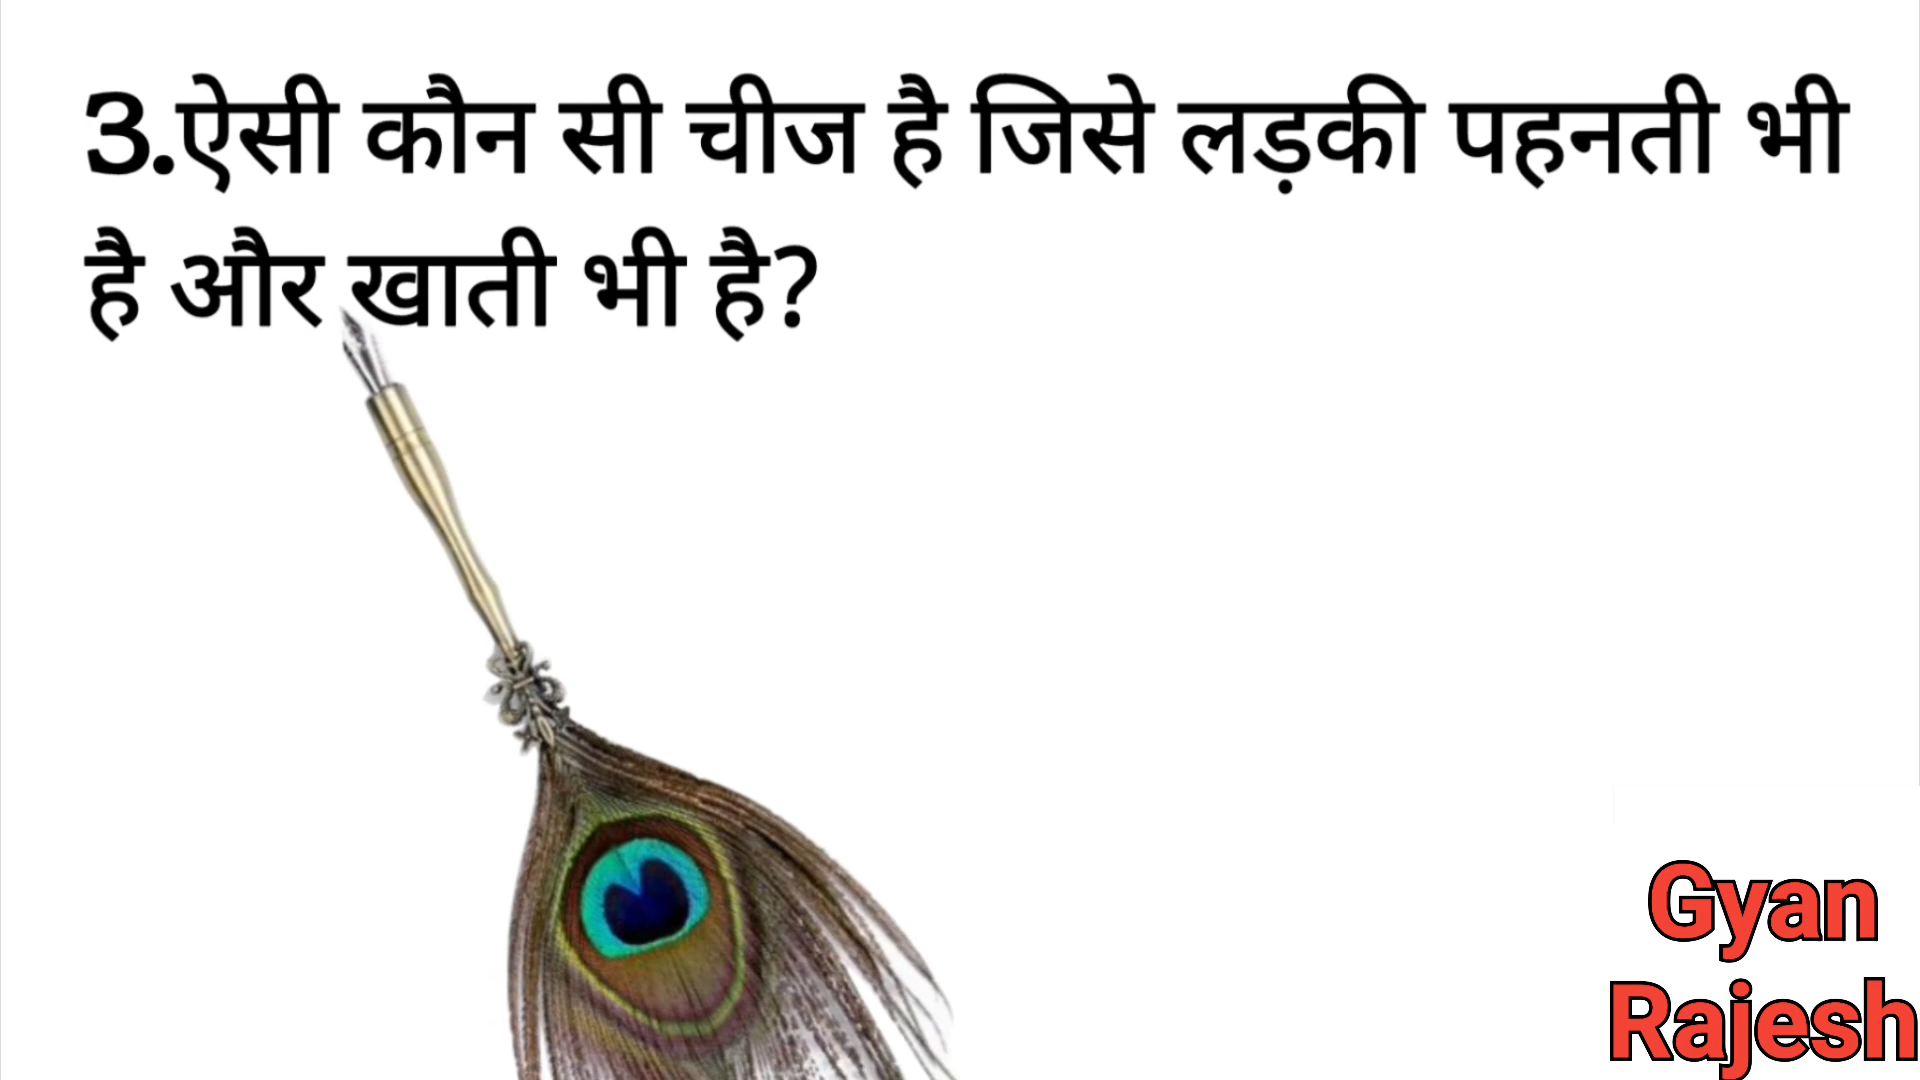 3.ऐसी कौन सी चीज है जिसे लड़की पहनती भी
है और खाती भी है?
Gyan
Rajesh